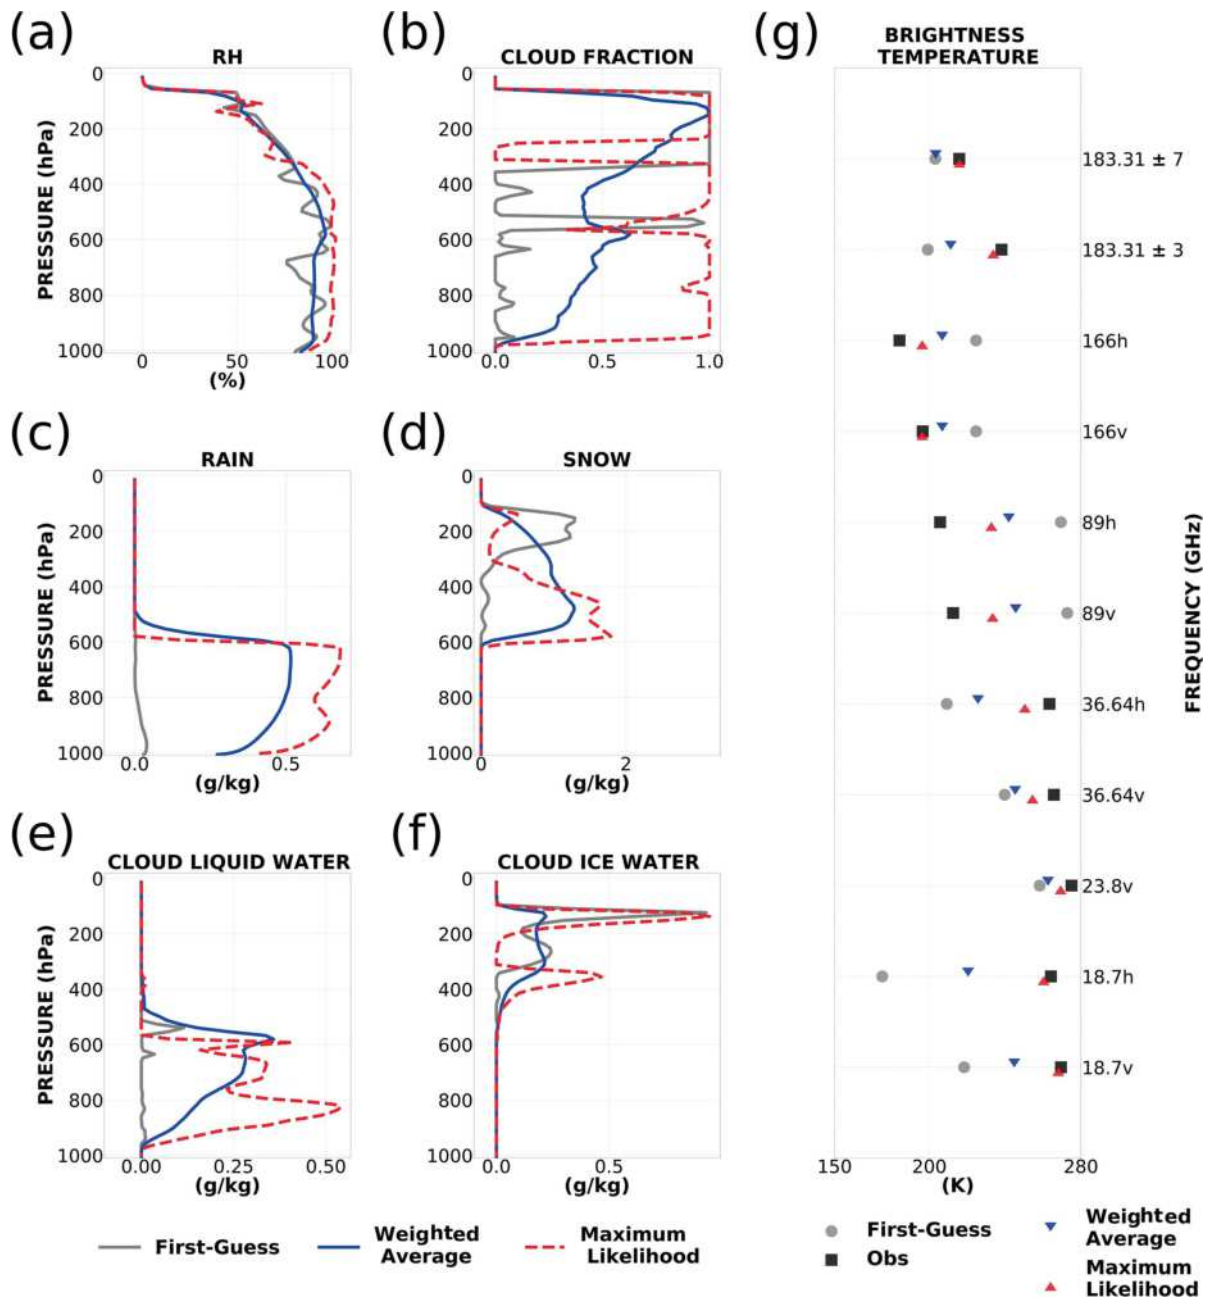 (a)
RH
0
200
400
600
800
1000
PRESSURE (hPa)
0
50
100
(%)
(b)
CLOUD FRACTION
0
200
400
600
800
1000
0.0
0.5
1.0
(c)
RAIN
0
200
400
600
800
1000
PRESSURE (hPa)
0.0
0.5
(g/kg)
(d)
SNOW
0
200
400
600
800
1000
0
2
(g/kg)
(e)
CLOUD LIQUID WATER
0
200
400
600
800
1000
PRESSURE (hPa)
0.00
0.25
0.50
(g/kg)
(f)
CLOUD ICE WATER
0
200
400
600
800
1000
0.0
0.5
(g/kg)
(g)
BRIGHTNESS
TEMPERATURE
183.31 ± 7
183.31 ± 3
166h
166v
89h
89v
36.64h
36.64v
23.8v
18.7h
18.7v
FREQUENCY (GHz)
150
200
280
(K)
First-Guess
Weighted
Average
Maximum
Likelihood
First-Guess
Obs
Weighted
Average
Maximum
Likelihood